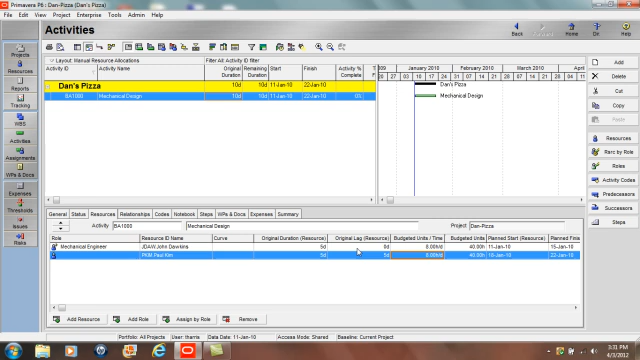 Primavera P6 : Dan-Pizza (Dan's Pizza)
File Edit View Project Enterprise Tools Admin Help
Activities
Back Home Dir. Help
Projects
Resources
Reports
Tracking
WBS
Activities
Assignments
WPs & Docs
Expenses
Thresholds
Issues
Risks
Layout: Manual Resource Allocations Filter All: Activity ID filter
Activity ID Activity Name Original Duration Remaining Duration Start Finish Activity % Complete
January 2010 February 2010 March 2010 April
Dan's Pizza 10d 10d 11-Jan-10 22-Jan-10
BA1000 Mechanical Design 10d 10d 11-Jan-10 22-Jan-10 0%
Dan's Pizza
Mechanical Design
Add
Delete
Cut
Copy
Paste
Resources
Rsrc by Role
Roles
Activity Codes
Predecessors
Successors
Steps
General Status Resources Relationships Codes Notebook Steps WPs & Docs Expenses Summary
Activity BA1000 Mechanical Design Project Dan-Pizza
Role Resource ID Name Curve Original Duration (Resource) Original Lag (Resource) Budgeted Units / Time Budgeted Units Planned Start (Resource) Planned Finis
Mechanical Engineer JDAW.John Dawkins 5d 0d 8.00h/d 40.00h 11-Jan-10 15-Jan-10
PKIM.Paul Kim 5d 5d 8.00h/d 40.00h 18-Jan-10 22-Jan-10
Add Resource Add Role Assign by Role Remove
Portfolio: All Projects User: tharris Data Date: 11-Jan-10 Access Mode: Shared Baseline: Current Project
3:31 PM
4/3/2012